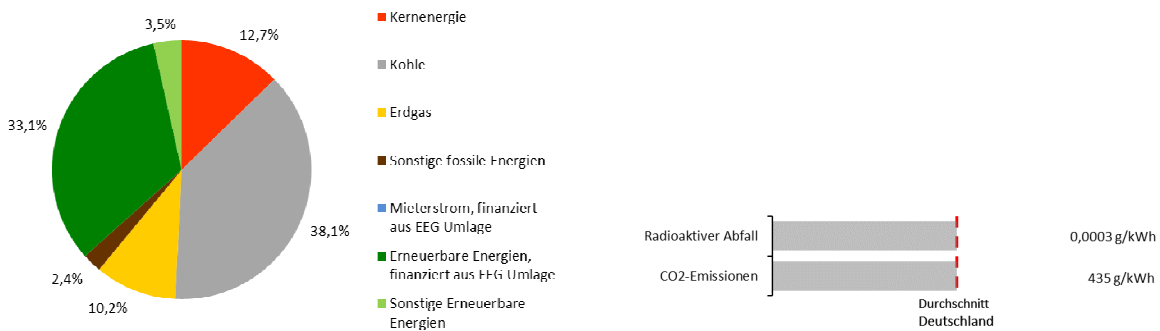 3,5%
12,7%
33,1%
38,1%
2,4%
10,2%
Kernenergie
Kohle
Erdgas
Sonstige fossile Energien
Mieterstrom, finanziert
aus EEG Umlage
Erneuerbare Energien,
finanziert aus EEG Umlage
Sonstige Erneuerbare
Energien
Radioaktiver Abfall
0,0003 g/kWh
CO2-Emissionen
435 g/kWh
Durchschnitt
Deutschland